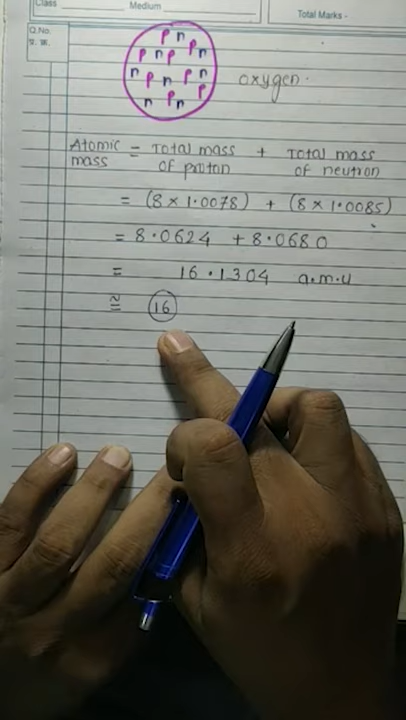 Class Medium
Total Marks -
Q.No.
p n
p n p n
n p n p n
p
n p n
oxygen.
Atomic mass = Total mass of proton + Total mass of neutron
= (8 × 1.0078) + (8 × 1.0085)
= 8.0624 + 8.0680
= 16.1304 a.m.u
≅ 16